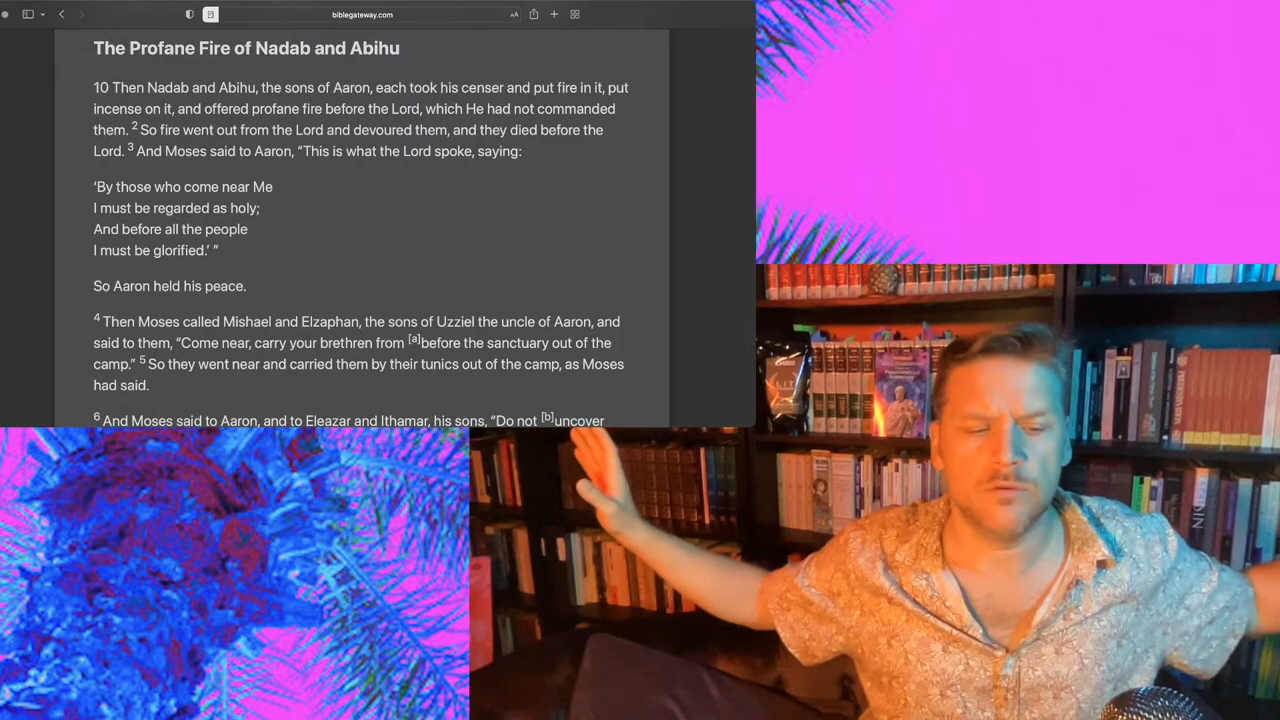 biblegateway.com
AA
The Profane Fire of Nadab and Abihu
10 Then Nadab and Abihu, the sons of Aaron, each took his censer and put fire in it, put
incense on it, and offered profane fire before the Lord, which He had not commanded
them. 2 So fire went out from the Lord and devoured them, and they died before the
Lord. 3 And Moses said to Aaron, “This is what the Lord spoke, saying:
‘By those who come near Me
I must be regarded as holy;
And before all the people
I must be glorified.’ ”
So Aaron held his peace.
4 Then Moses called Mishael and Elzaphan, the sons of Uzziel the uncle of Aaron, and
said to them, “Come near, carry your brethren from [a]before the sanctuary out of the
camp.” 5 So they went near and carried them by their tunics out of the camp, as Moses
had said.
6 And Moses said to Aaron, and to Eleazar and Ithamar, his sons, “Do not [b]uncover